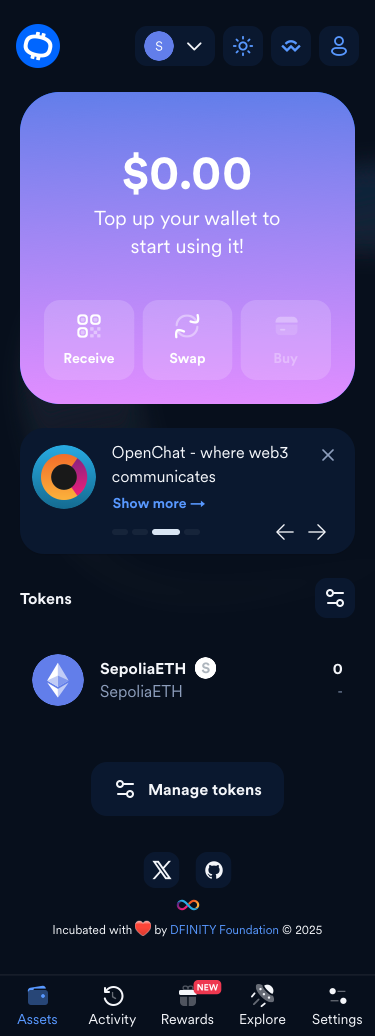 S
$0.00
Top up your wallet to
start using it!
Receive
Swap
Buy
OpenChat - where web3
communicates
Show more →
Tokens
SepoliaETH S 0
SepoliaETH -
Manage tokens
Incubated with ❤️ by DFINITY Foundation © 2025
NEW
Assets
Activity
Rewards
Explore
Settings